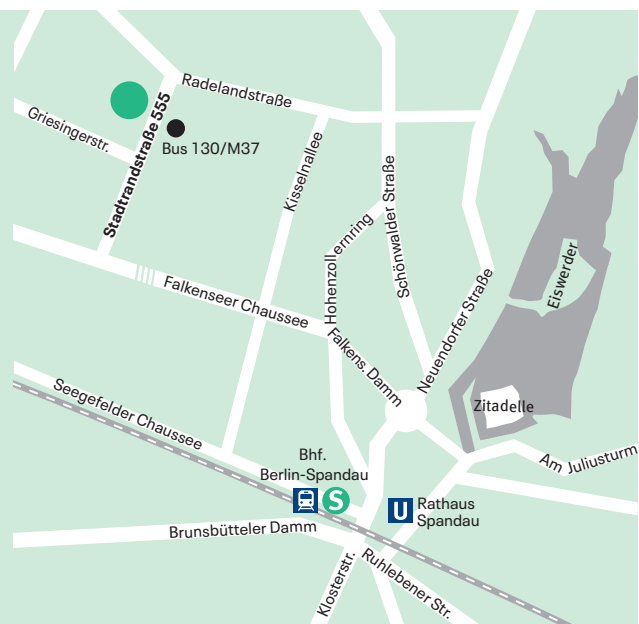 Radelandstraße
Griesingerstr.
Stadtrandstraße 555
Bus 130/M37
Kisselnallee
Schönwalder Straße
Hohenzollernring
Eiswerder
Falkenseer Chaussee
Neuendorfer Straße
Falkens. Damm
Seegefelder Chaussee
Zitadelle
Am Juliusturm
Bhf.
Berlin-Spandau
S
U
Rathaus
Spandau
Brunsbütteler Damm
Klosterstr.
Ruhlebener Str.